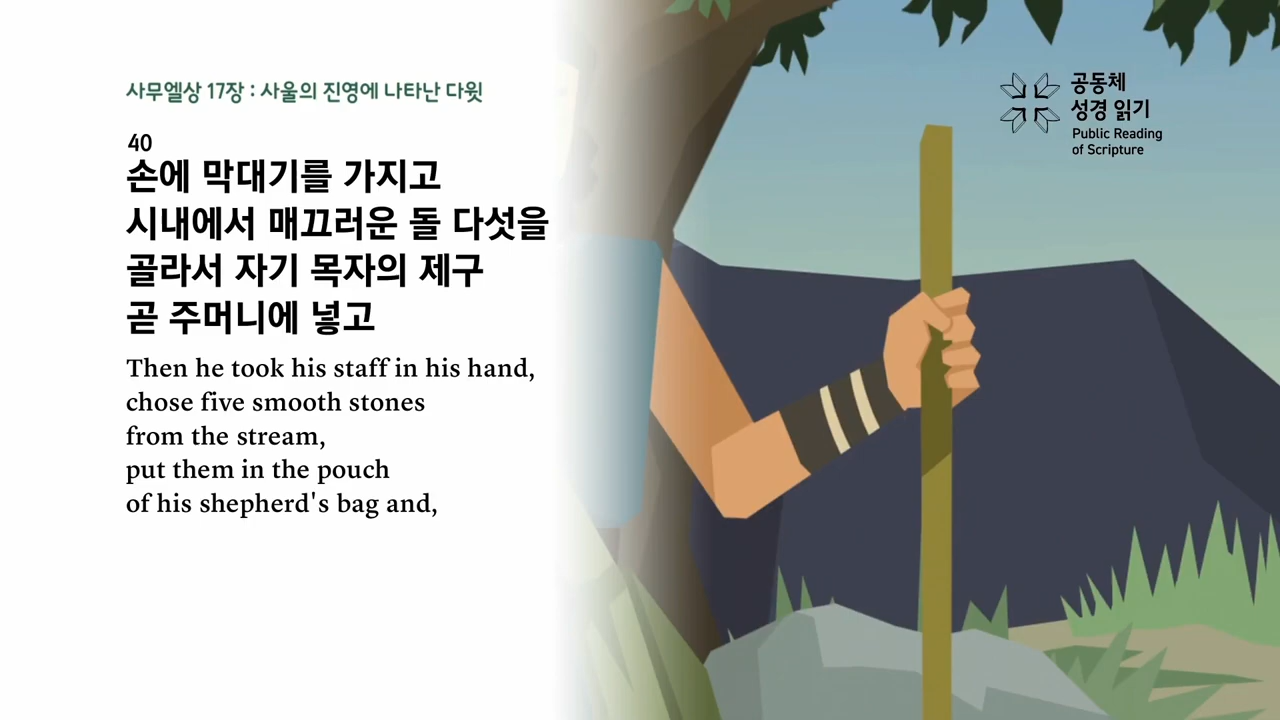 사무엘상 17장 : 사울의 진영에 나타난 다윗
40
손에 막대기를 가지고
시내에서 매끄러운 돌 다섯을
골라서 자기 목자의 제구
곧 주머니에 넣고
Then he took his staff in his hand,
chose five smooth stones
from the stream,
put them in the pouch
of his shepherd's bag and,
공동체
성경 읽기
Public Reading
of Scripture